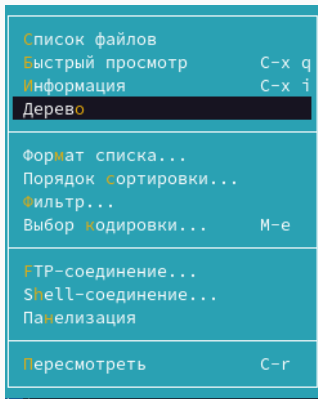 Список файлов
Быстрый просмотр C-x q
Информация C-x i
Дерево
Формат списка...
Порядок сортировки...
Фильтр...
Выбор кодировки... M-e
FTP-соединение...
Shell-соединение...
Панелизация
Пересмотреть C-r